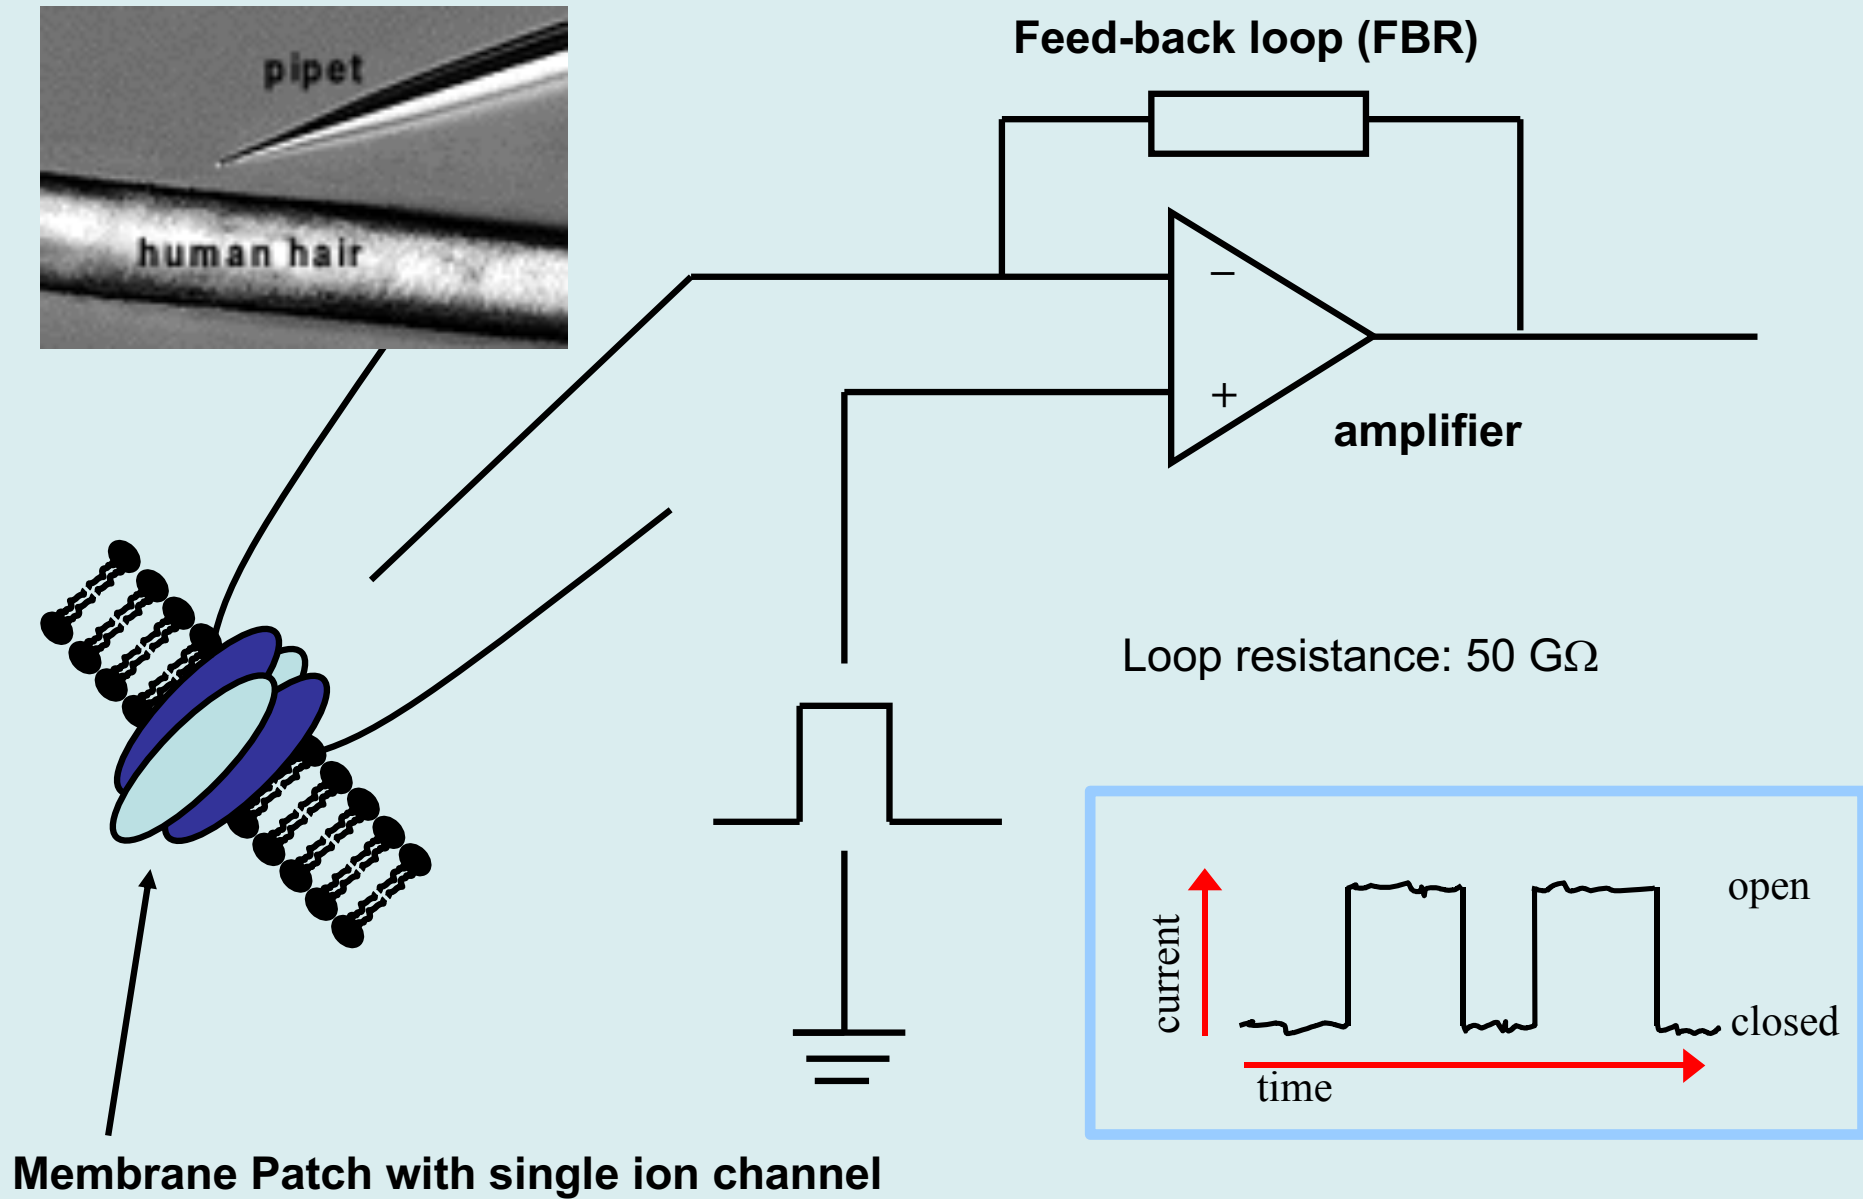 pipet
human hair
Feed-back loop (FBR)
−
+
amplifier
Loop resistance: 50 GΩ
current
open
closed
time
Membrane Patch with single ion channel